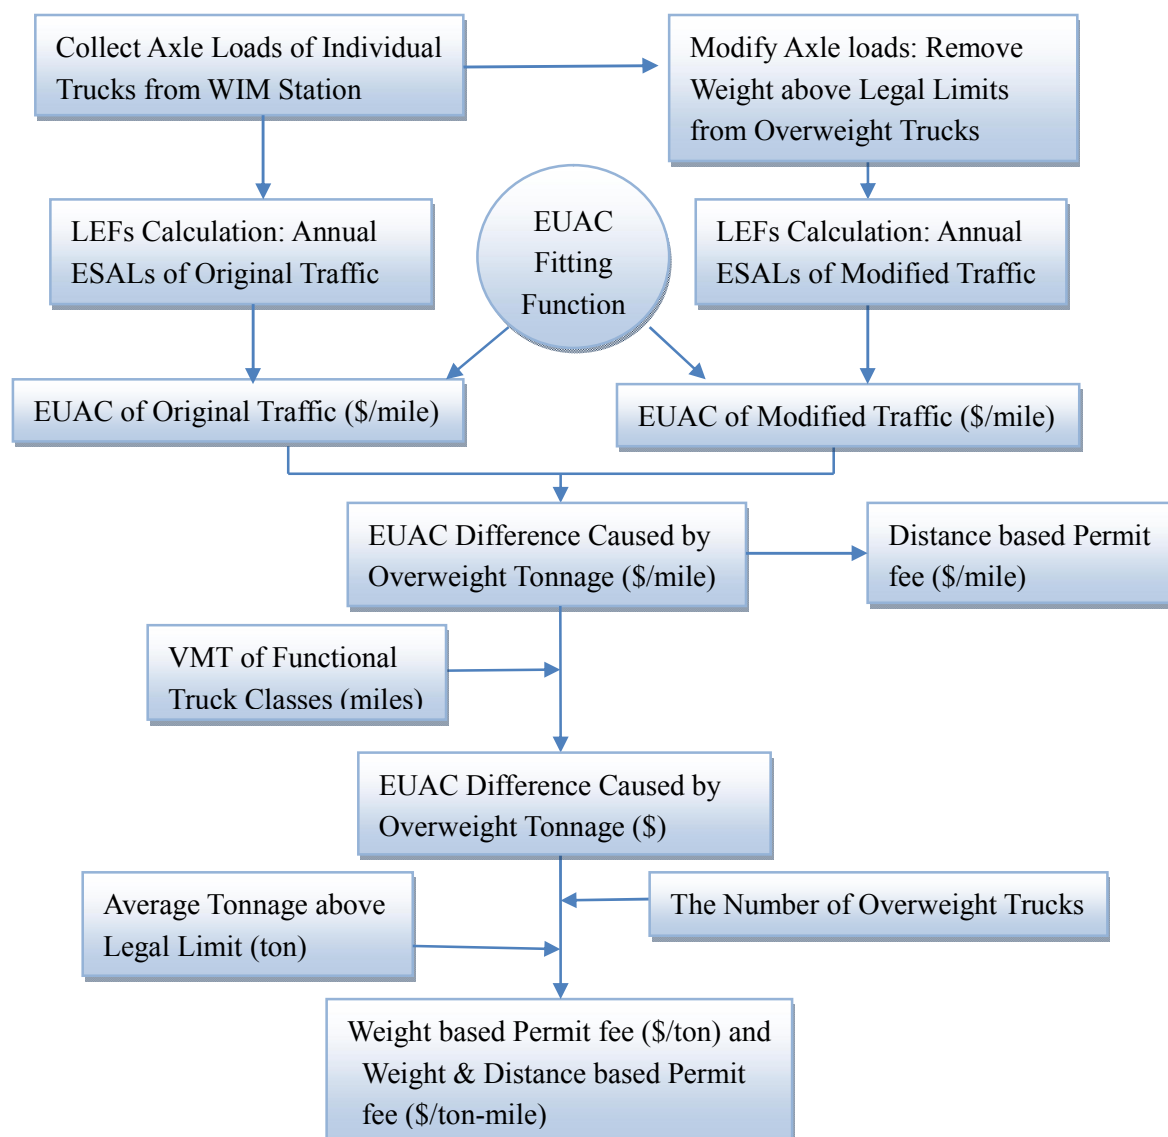 Collect Axle Loads of Individual
Trucks from WIM Station
Modify Axle loads: Remove
Weight above Legal Limits
from Overweight Trucks
LEFs Calculation: Annual
ESALs of Original Traffic
EUAC
Fitting
Function
LEFs Calculation: Annual
ESALs of Modified Traffic
EUAC of Original Traffic ($/mile)
EUAC of Modified Traffic ($/mile)
EUAC Difference Caused by
Overweight Tonnage ($/mile)
Distance based Permit
fee ($/mile)
VMT of Functional
Truck Classes (miles)
EUAC Difference Caused by
Overweight Tonnage ($)
Average Tonnage above
Legal Limit (ton)
The Number of Overweight Trucks
Weight based Permit fee ($/ton) and
Weight & Distance based Permit
fee ($/ton-mile)